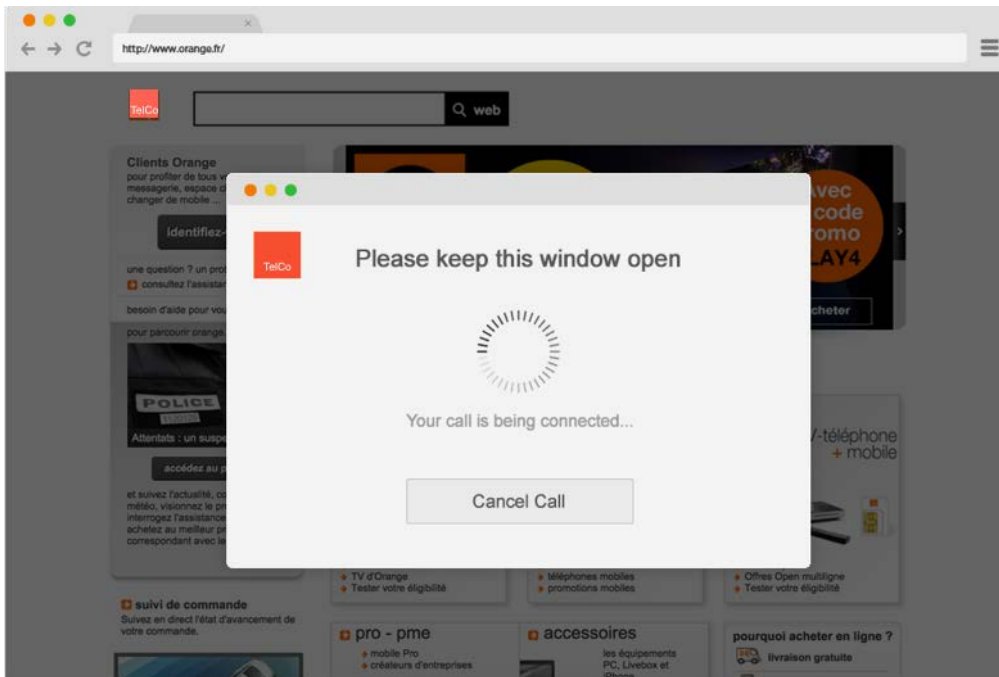 http://www.orange.fr/
TelCo
web
Clients Orange
pour profiter de tous
messagerie, espace
changer de mobile ...
identifiez-
une question ? un
consultez l'assistan
besoin d'aide pour vou
pour parcourir orange
POLICE
Attentats : un suspe
accédez au p
et suivez l'actualité, co
météo, visionnez le pr
interrogez l'assistance
achetez au meilleur pr
correspondant avec le
suivi de commande
Suivez en direct l'état d'avancement de
votre commande.
Avec
code
romo
LAY4
cheter
TelCo
Please keep this window open
Your call is being connected...
Cancel Call
V-téléphone
+ mobile
TV d'Orange
Tester votre éligibilité
téléphones mobiles
promotions mobiles
Offres Open multiligne
Tester votre éligibilité
pro - pme
mobile Pro
créateurs d'entreprises
accessoires
les équipements
PC, Livebox et
iPhone
pourquoi acheter en ligne ?
livraison gratuite